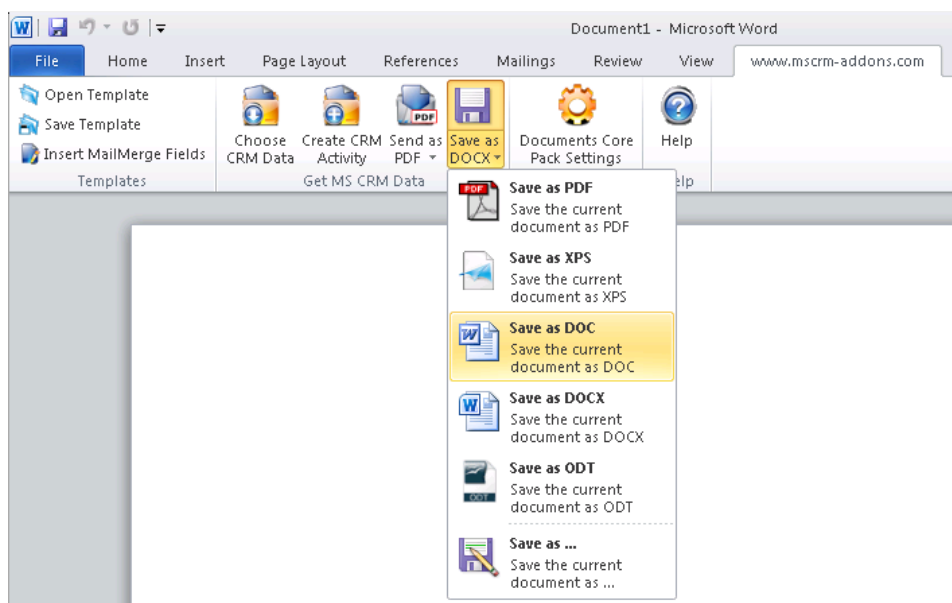 Document1 - Microsoft Word
File Home Insert Page Layout References Mailings Review View www.mscrm-addons.com
Open Template
Save Template
Insert MailMerge Fields
Templates
Choose
CRM Data
Create CRM
Activity
Send as
PDF
Save as
DOCX
Get MS CRM Data
Documents Core
Pack Settings
Help
elp
PDF
Save as PDF
Save the current
document as PDF
Save as XPS
Save the current
document as XPS
Save as DOC
Save the current
document as DOC
Save as DOCX
Save the current
document as DOCX
ODT
Save as ODT
Save the current
document as ODT
Save as ...
Save the current
document as ...